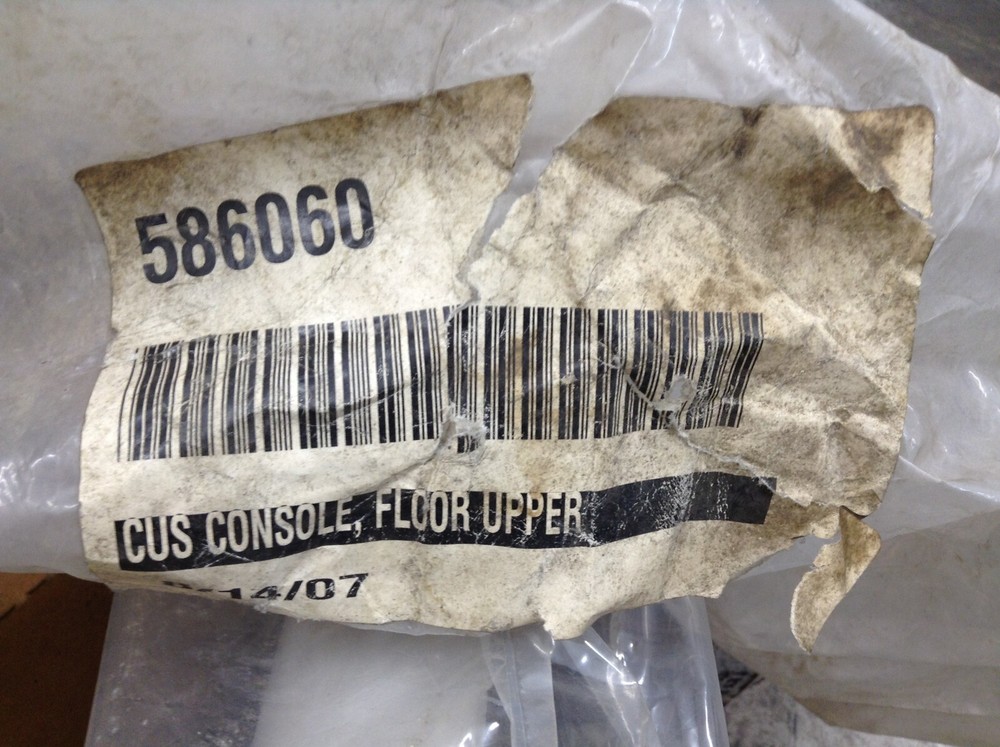 586060
CUS CONSOLE, FLOOR UPPER
14/07